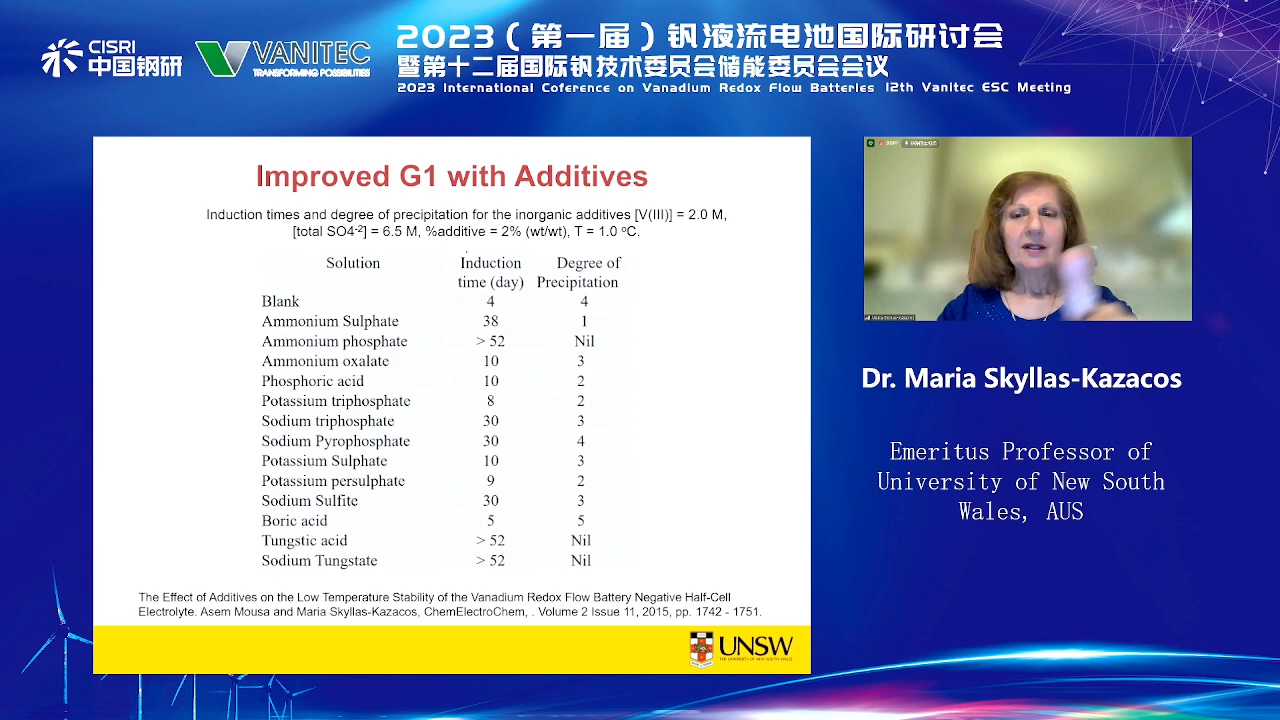 CISRI
中国钢研
VANITEC
TRANSFORMING POSSIBILITIES
2023（第一届）钒液流电池国际研讨会
暨第十二届国际钒技术委员会储能委员会会议
2023 International Coference on Vanadium Redox Flow Batteries 12th Vanitec ESC Meeting
Improved G1 with Additives
Induction times and degree of precipitation for the inorganic additives [V(III)] = 2.0 M,
[total SO4-2] = 6.5 M, %additive = 2% (wt/wt), T = 1.0 ºC.
Solution Induction time (day) Degree of Precipitation
Blank 4 4
Ammonium Sulphate 38 1
Ammonium phosphate > 52 Nil
Ammonium oxalate 10 3
Phosphoric acid 10 2
Potassium triphosphate 8 2
Sodium triphosphate 30 3
Sodium Pyrophosphate 30 4
Potassium Sulphate 10 3
Potassium persulphate 9 2
Sodium Sulfite 30 3
Boric acid 5 5
Tungstic acid > 52 Nil
Sodium Tungstate > 52 Nil
The Effect of Additives on the Low Temperature Stability of the Vanadium Redox Flow Battery Negative Half-Cell
Electrolyte. Asem Mousa and Maria Skyllas-Kazacos, ChemElectroChem, . Volume 2 Issue 11, 2015, pp. 1742 - 1751.
UNSW
THE UNIVERSITY OF NEW SOUTH WALES
Maria Skyllas-Kazacos
Dr. Maria Skyllas-Kazacos
Emeritus Professor of
University of New South
Wales, AUS